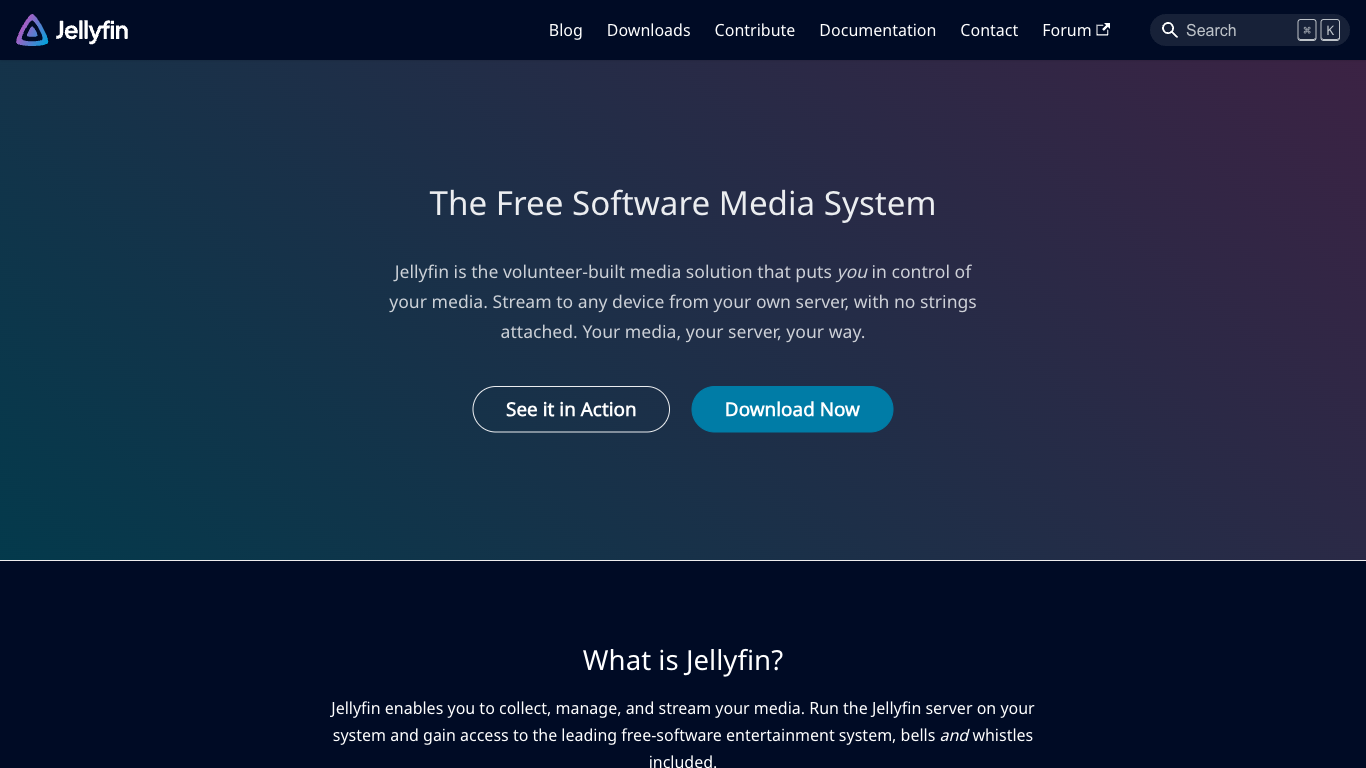 Jellyfin
Blog
Downloads
Contribute
Documentation
Contact
Forum
Search
⌘ K
The Free Software Media System
Jellyfin is the volunteer-built media solution that puts you in control of
your media. Stream to any device from your own server, with no strings
attached. Your media, your server, your way.
See it in Action
Download Now
What is Jellyfin?
Jellyfin enables you to collect, manage, and stream your media. Run the Jellyfin server on your
system and gain access to the leading free-software entertainment system, bells and whistles
included.